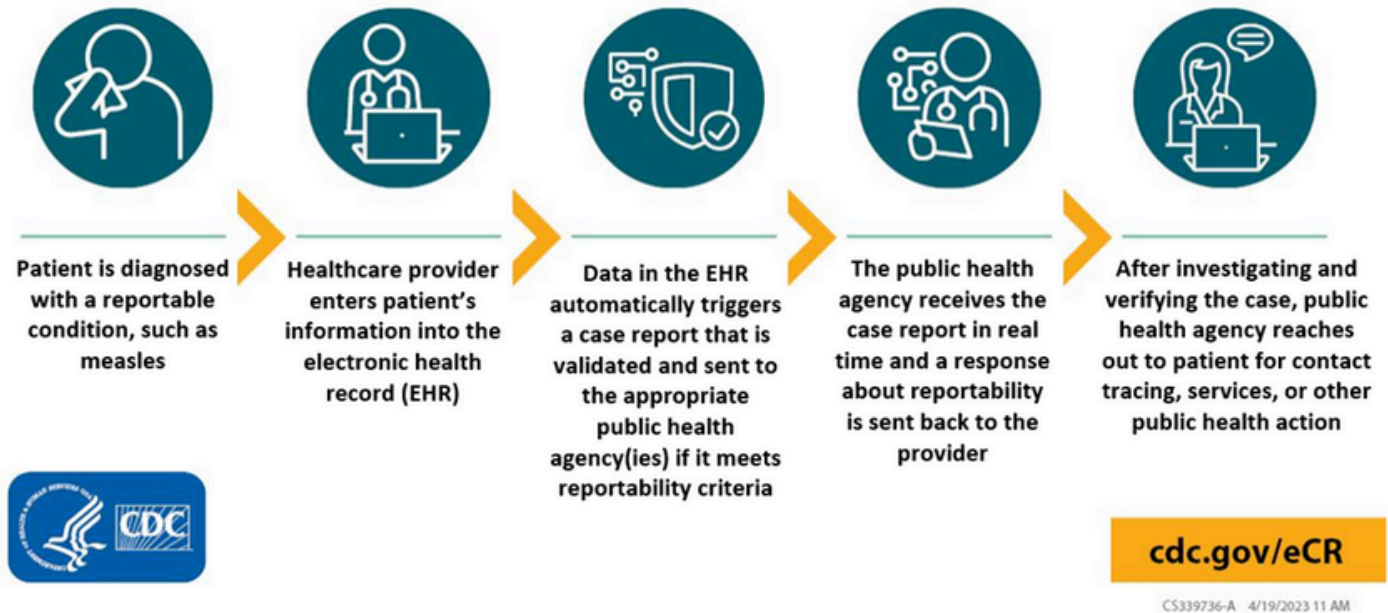 Patient is diagnosed
with a reportable
condition, such as
measles
Healthcare provider
enters patient's
information into the
electronic health
record (EHR)
Data in the EHR
automatically triggers
a case report that is
validated and sent to
the appropriate
public health
agency(ies) if it meets
reportability criteria
The public health
agency receives the
case report in real
time and a response
about reportability
is sent back to the
provider
After investigating and
verifying the case, public
health agency reaches
out to patient for contact
tracing, services, or other
public health action
CDC
cdc.gov/eCR
CS339736-A 4/19/2023 11 AM